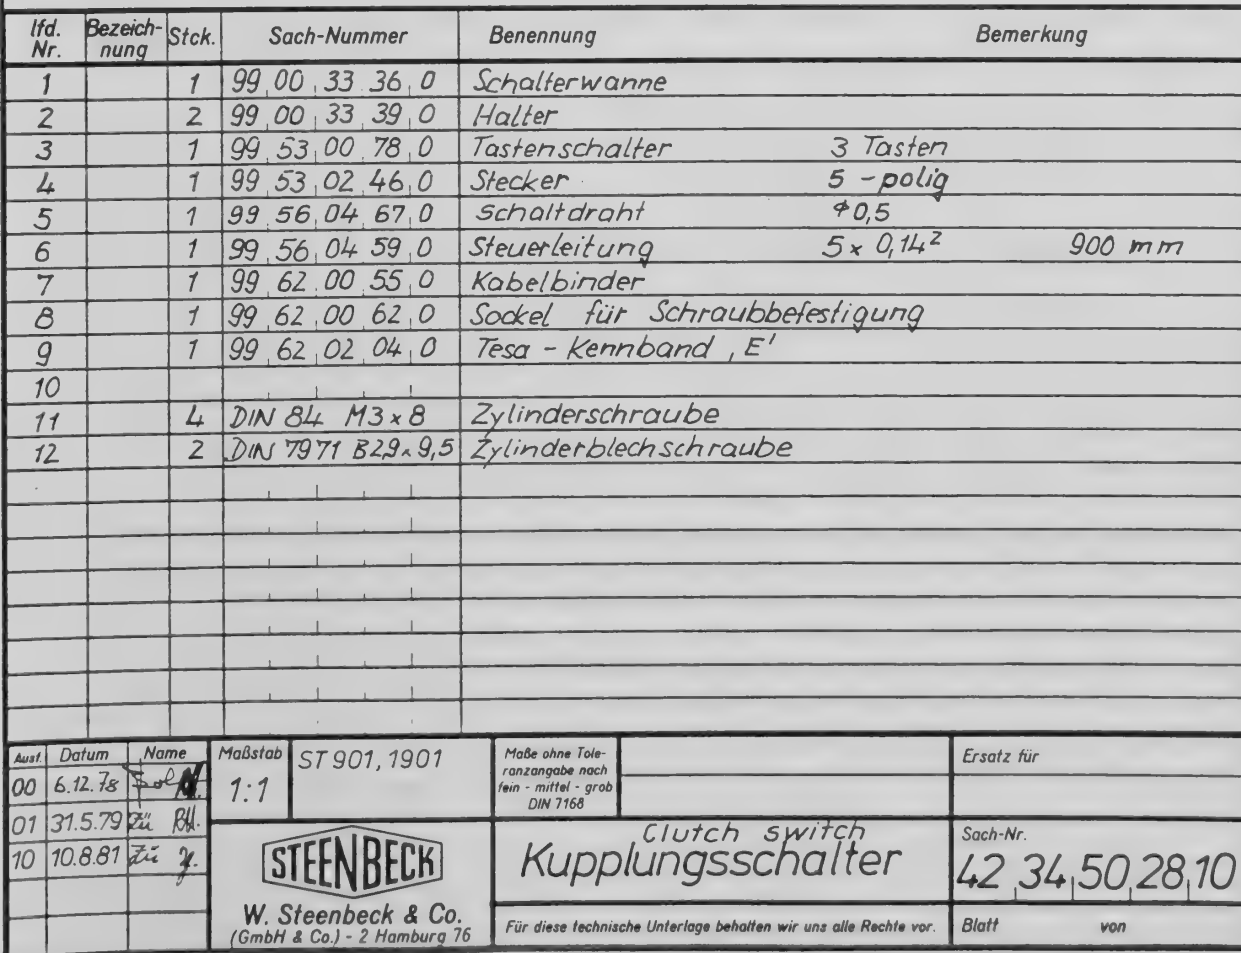 lfd. Nr. Bezeich-nung Stck. Sach-Nummer Benennung Bemerkung
1 1 99 00 33 36 0 Schalterwanne
2 2 99 00 33 39 0 Halter
3 1 99 53 00 78 0 Tastenschalter 3 Tasten
4 1 99 53 02 46 0 Stecker 5 - polig
5 1 99 56 04 67 0 Schaltdraht ⌀ 0,5
6 1 99 56 04 59 0 Steuerleitung 5 x 0,14² 900 mm
7 1 99 62 00 55 0 Kabelbinder
8 1 99 62 00 62 0 Sockel für Schraubbefestigung
9 1 99 62 02 04 0 Tesa - Kennband ,E'
10
11 4 DIN 84 M3 x 8 Zylinderschraube
12 2 DIN 7971 B2,9 x 9,5 Zylinderblechschraube
Ausf. Datum Name
00 6.12.78
01 31.5.79 Zü RH.
10 10.8.81 Zü
Maßstab
1:1
ST 901, 1901
Maße ohne Tole-
ranzangabe nach
fein - mittel - grob
DIN 7168
Ersatz für
STEENBECK
W. Steenbeck & Co.
(GmbH & Co.) - 2 Hamburg 76
Clutch switch
Kupplungsschalter
Sach-Nr.
42 34 50 28 10
Für diese technische Unterlage behalten wir uns alle Rechte vor.
Blatt von